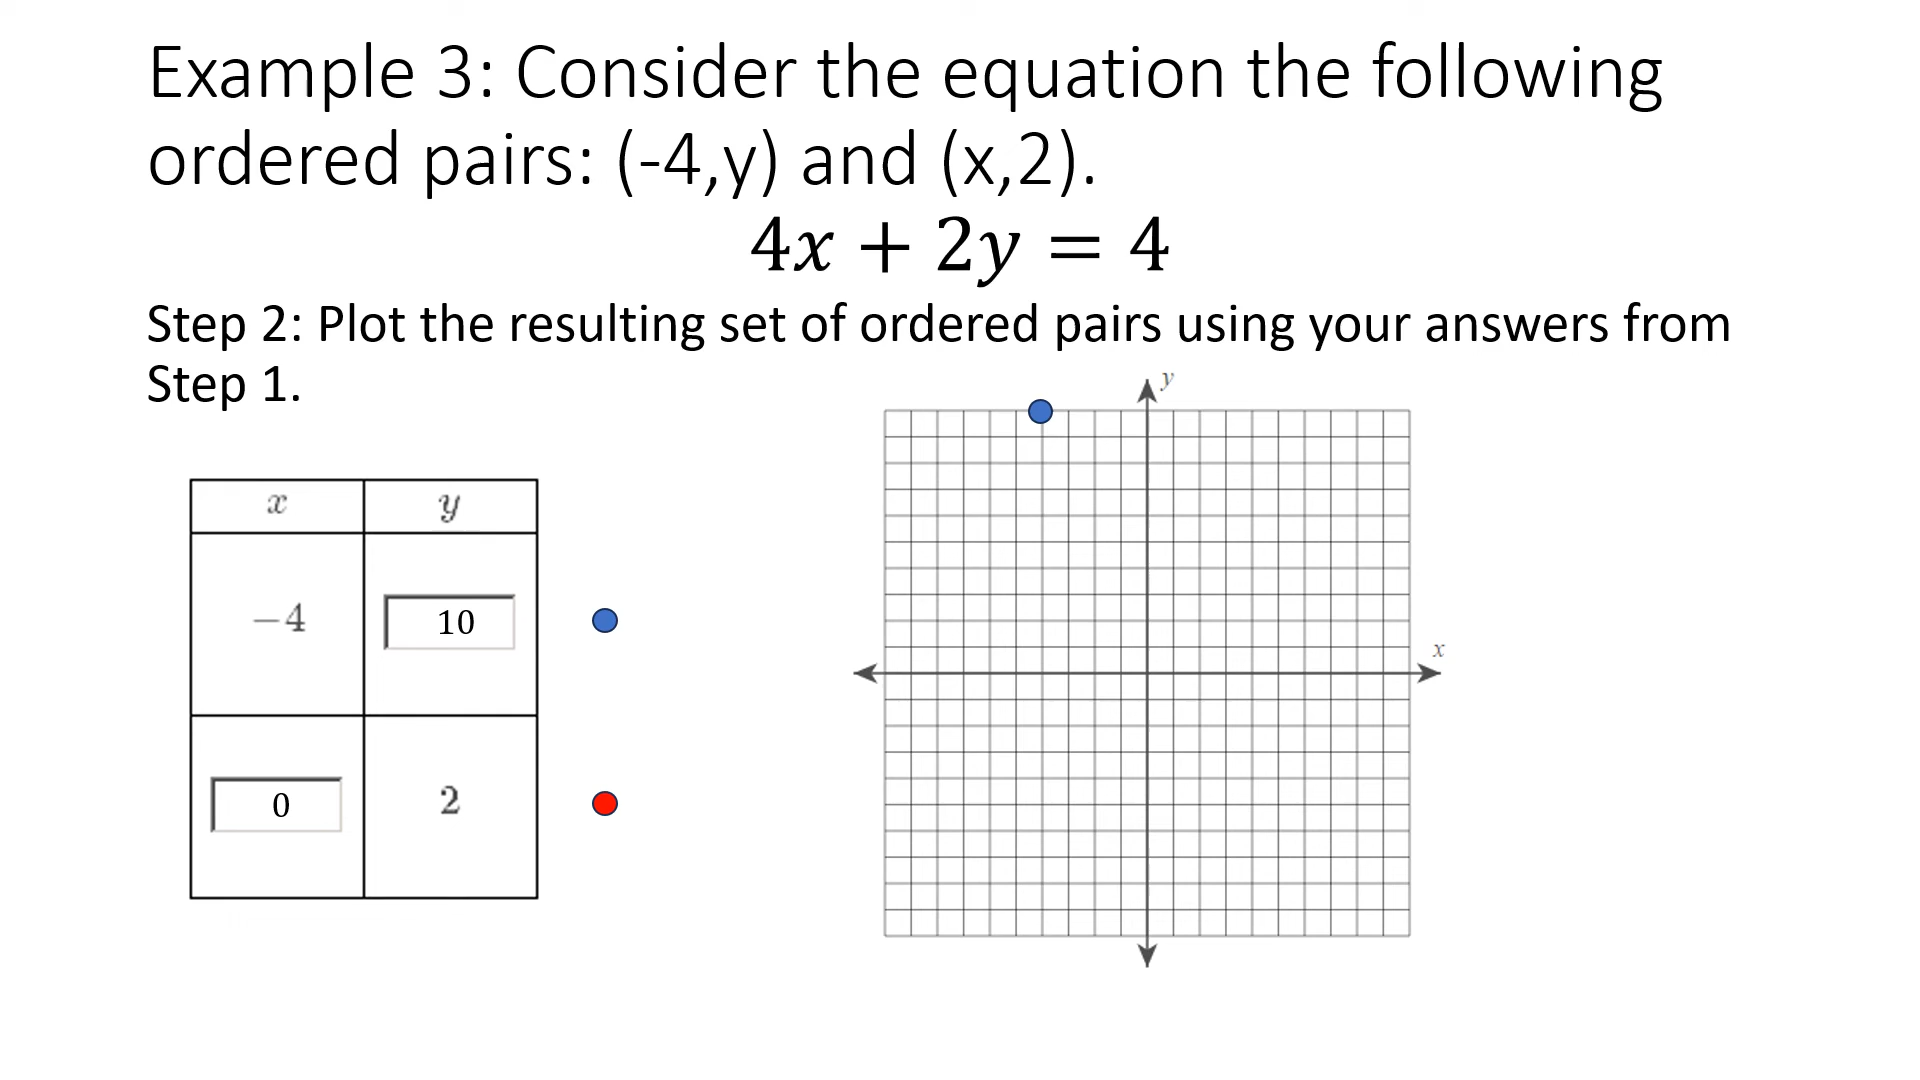 Example 3: Consider the equation the following
ordered pairs: (-4,y) and (x,2).
4x + 2y = 4
Step 2: Plot the resulting set of ordered pairs using your answers from
Step 1.
y
x y
x
−4 10
0 2